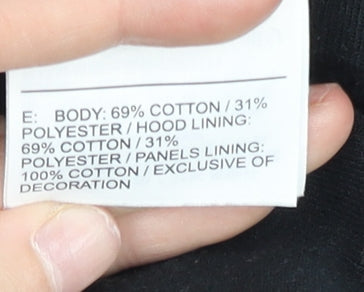 E: BODY: 69% COTTON / 31%
POLYESTER / HOOD LINING:
69% COTTON / 31%
POLYESTER / PANELS LINING:
100% COTTON / EXCLUSIVE OF
DECORATION